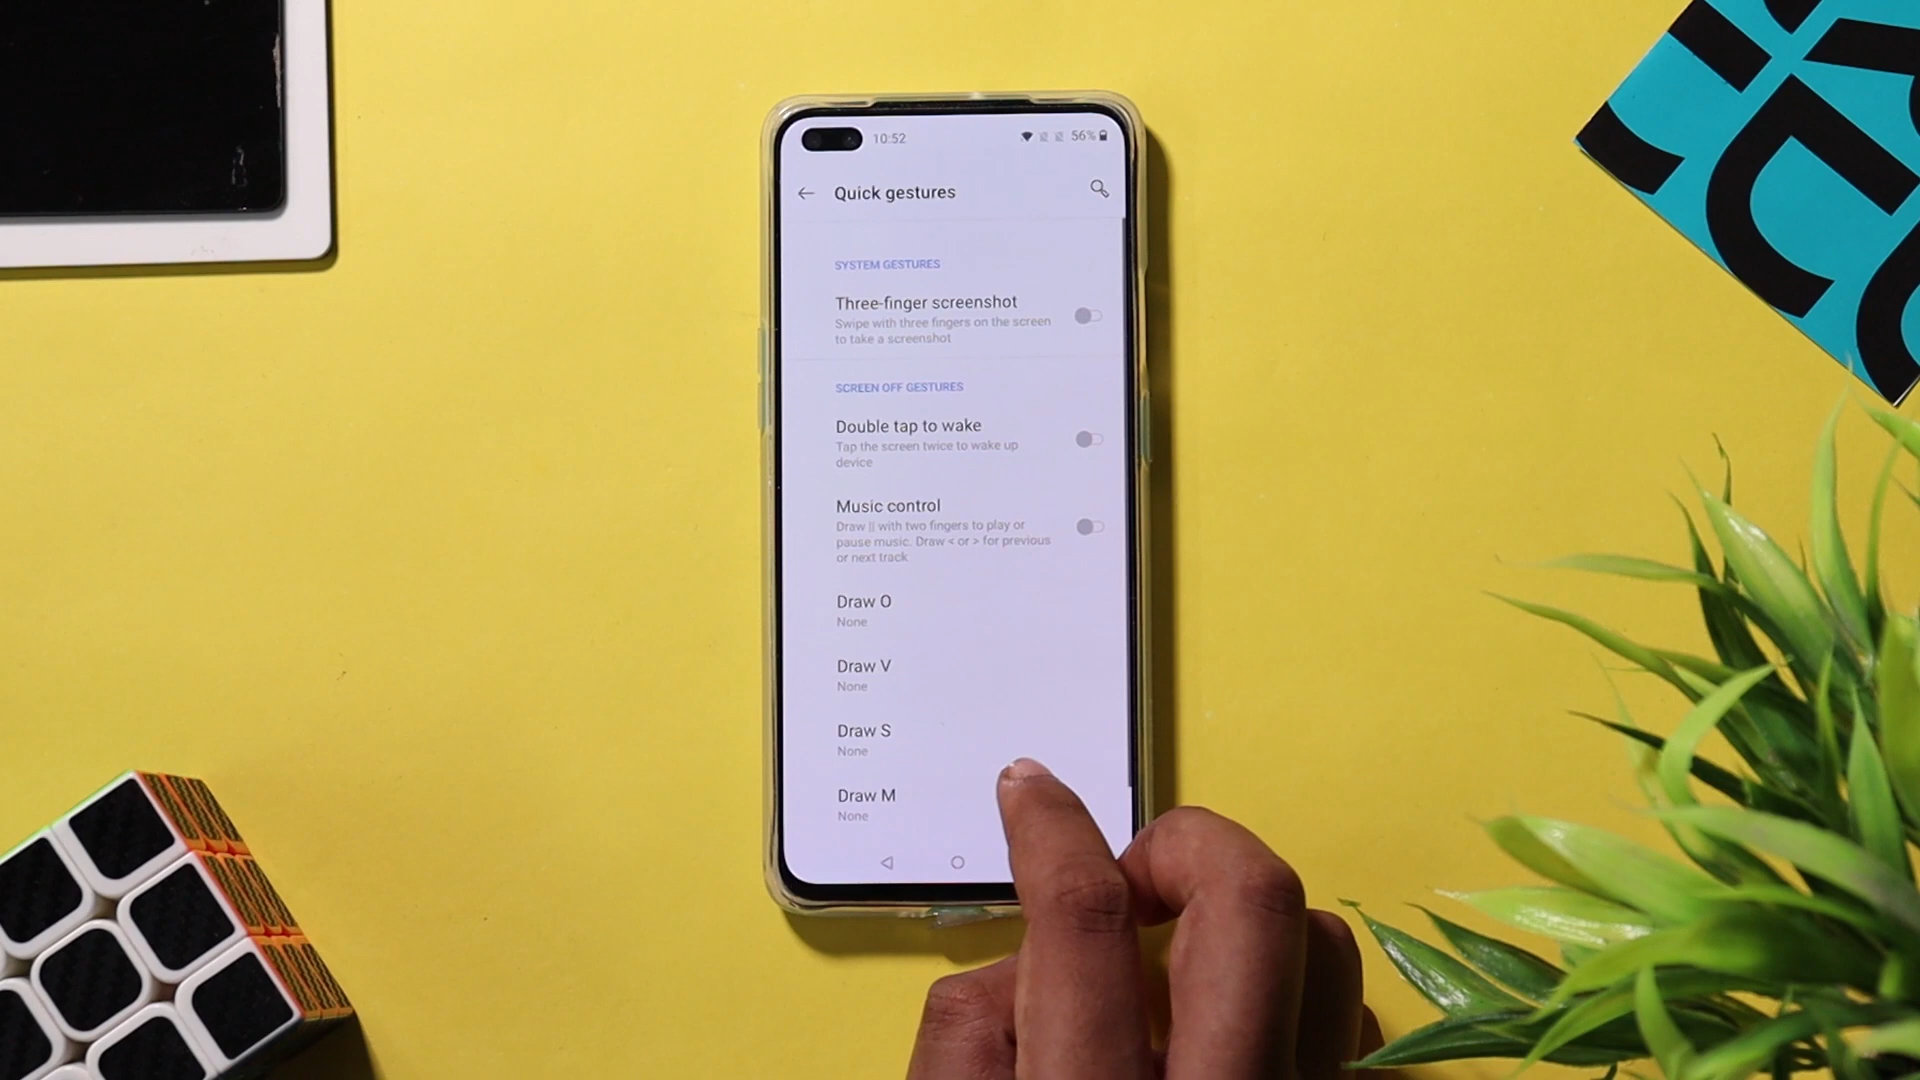 10:52
56%
Quick gestures
SYSTEM GESTURES
Three-finger screenshot
Swipe with three fingers on the screen
to take a screenshot
SCREEN OFF GESTURES
Double tap to wake
Tap the screen twice to wake up
device
Music control
Draw || with two fingers to play or
pause music. Draw < or > for previous
or next track
Draw O
None
Draw V
None
Draw S
None
Draw M
None